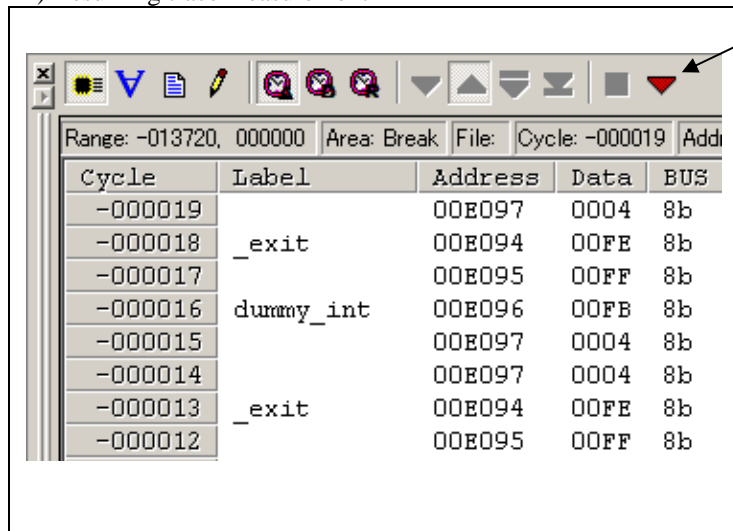 Range: -013720, 000000 Area: Break File: Cycle: -000019
Cycle Label Address Data BUS
-000019 00E097 0004 8b
-000018 _exit 00E094 00FE 8b
-000017 00E095 00FF 8b
-000016 dummy_int 00E096 00FB 8b
-000015 00E097 0004 8b
-000014 00E097 0004 8b
-000013 _exit 00E094 00FE 8b
-000012 00E095 00FF 8b